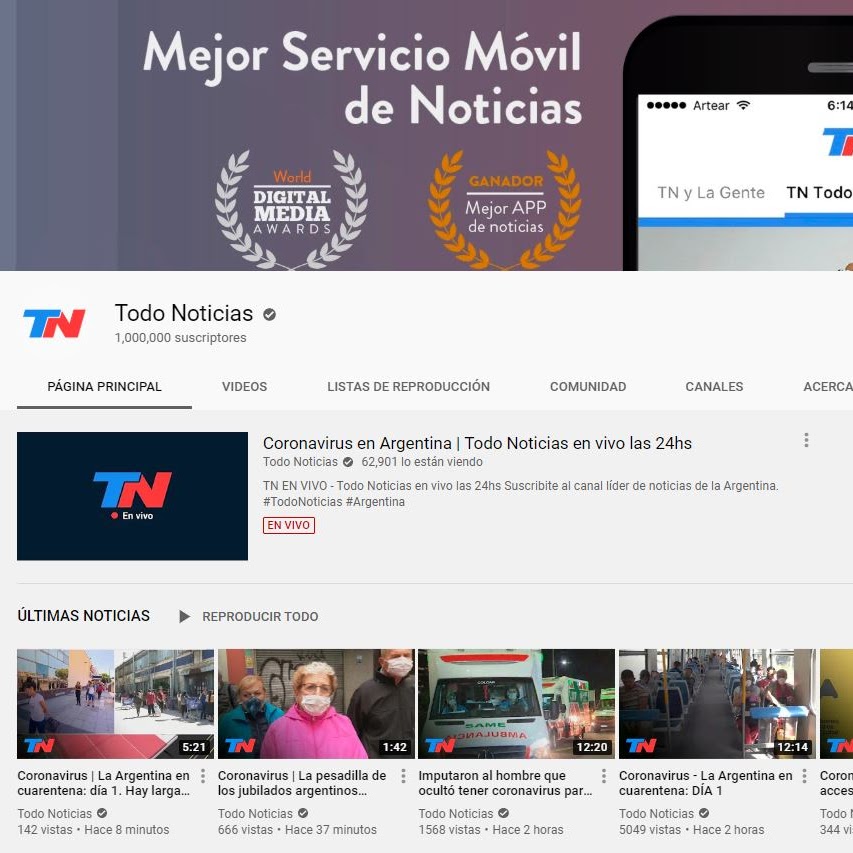 Mejor Servicio Móvil
de Noticias
World
DIGITAL
MEDIA
AWARDS
GANADOR
Mejor APP
de noticias
Artear
6:14
TN y La Gente
TN Todo
TN
Todo Noticias
1,000,000 suscriptores
PÁGINA PRINCIPAL
VIDEOS
LISTAS DE REPRODUCCIÓN
COMUNIDAD
CANALES
ACERCA
TN
En vivo
Coronavirus en Argentina | Todo Noticias en vivo las 24hs
Todo Noticias 62,901 lo están viendo
TN EN VIVO - Todo Noticias en vivo las 24hs Suscribite al canal líder de noticias de la Argentina.
#TodoNoticias #Argentina
EN VIVO
ÚLTIMAS NOTICIAS
REPRODUCIR TODO
TN
5:21
Coronavirus | La Argentina en
cuarentena: día 1. Hay larga...
Todo Noticias
142 vistas • Hace 8 minutos
TN
1:42
Coronavirus | La pesadilla de
los jubilados argentinos...
Todo Noticias
666 vistas • Hace 37 minutos
SAME
AMBULANCIA
TN
12:20
Imputaron al hombre que
ocultó tener coronavirus par...
Todo Noticias
1568 vistas • Hace 2 horas
TN
12:14
Coronavirus - La Argentina en
cuarentena: DÍA 1
Todo Noticias
5049 vistas • Hace 2 horas
TN
Coron
acces
Todo N
344 vi